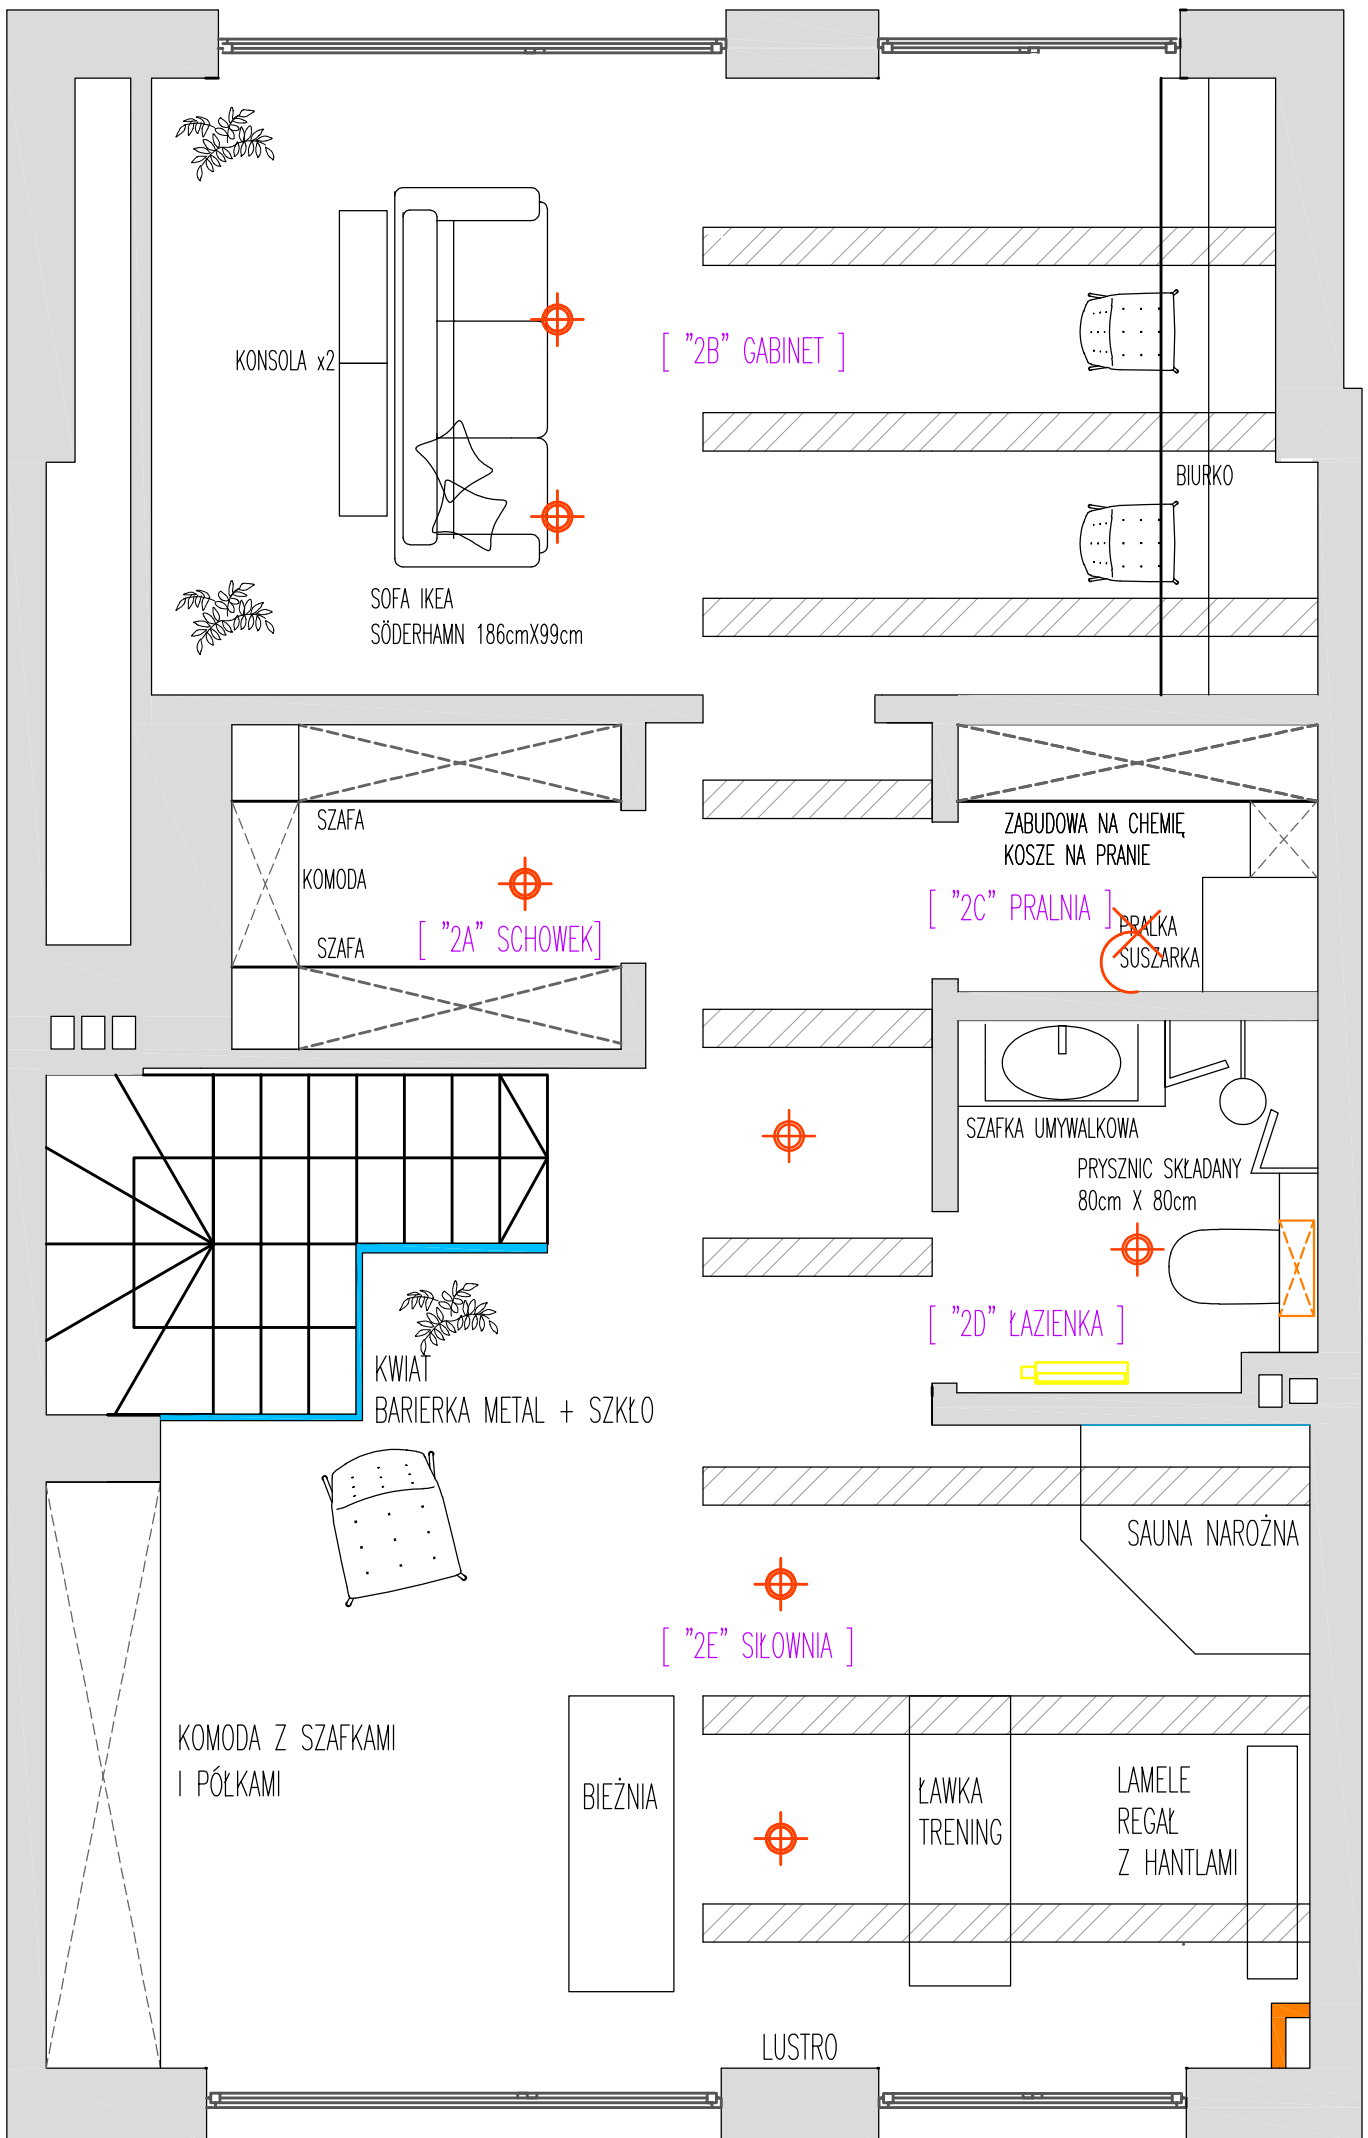 [ "2B" GABINET ]
KONSOLA x2
BIURKO
SOFA IKEA
SÖDERHAMN 186cmX99cm
SZAFA
KOMODA
SZAFA
[ "2A" SCHOWEK]
ZABUDOWA NA CHEMIĘ
KOSZE NA PRANIE
[ "2C" PRALNIA ]
PRALKA
SUSZARKA
SZAFKA UMYWALKOWA
PRYSZNIC SKŁADANY
80cm X 80cm
[ "2D" ŁAZIENKA ]
KWIAT
BARIERKA METAL + SZKŁO
SAUNA NAROŻNA
[ "2E" SIŁOWNIA ]
KOMODA Z SZAFKAMI
I PÓŁKAMI
BIEŻNIA
ŁAWKA
TRENING
LAMELE
REGAŁ
Z HANTLAMI
LUSTRO